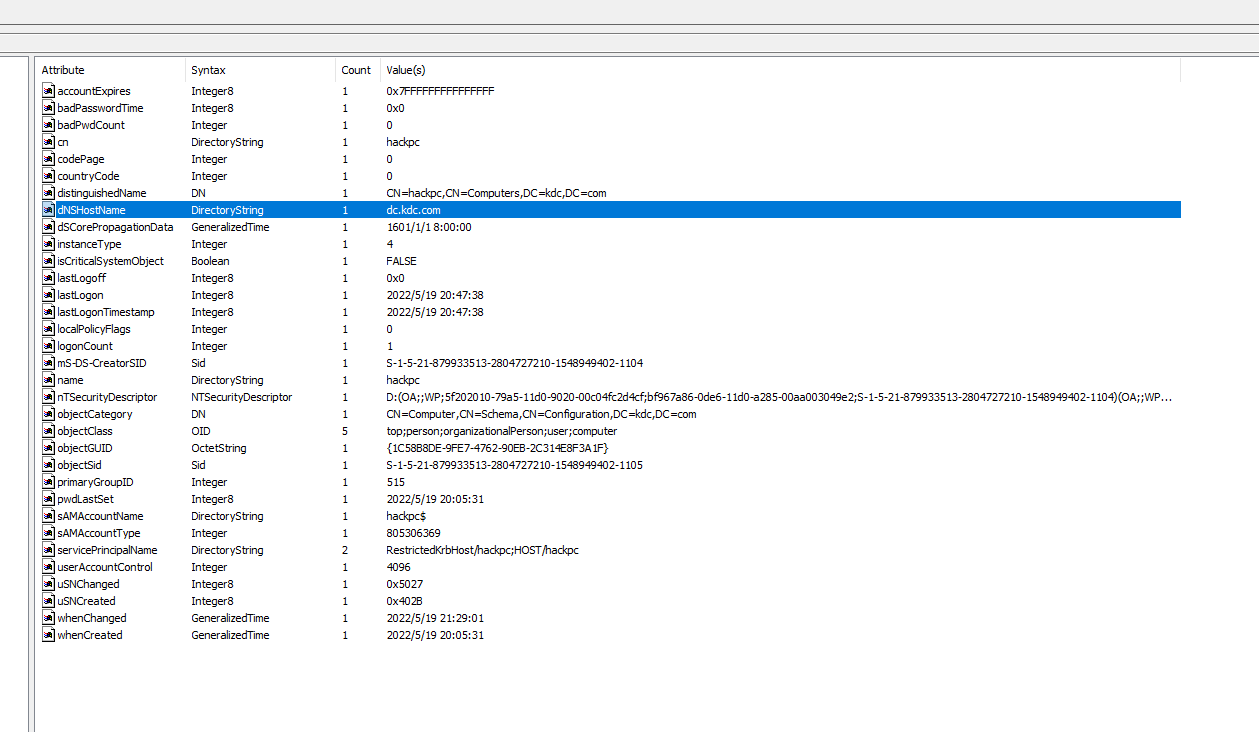 Attribute Syntax Count Value(s)
accountExpires Integer8 1 0x7FFFFFFFFFFFFFFF
badPasswordTime Integer8 1 0x0
badPwdCount Integer 1 0
cn DirectoryString 1 hackpc
codePage Integer 1 0
countryCode Integer 1 0
distinguishedName DN 1 CN=hackpc,CN=Computers,DC=kdc,DC=com
dNSHostName DirectoryString 1 dc.kdc.com
dSCorePropagationData GeneralizedTime 1 1601/1/1 8:00:00
instanceType Integer 1 4
isCriticalSystemObject Boolean 1 FALSE
lastLogoff Integer8 1 0x0
lastLogon Integer8 1 2022/5/19 20:47:38
lastLogonTimestamp Integer8 1 2022/5/19 20:47:38
localPolicyFlags Integer 1 0
logonCount Integer 1 1
mS-DS-CreatorSID Sid 1 S-1-5-21-879933513-2804727210-1548949402-1104
name DirectoryString 1 hackpc
nTSecurityDescriptor NTSecurityDescriptor 1 D:(OA;;WP;5f202010-79a5-11d0-9020-00c04fc2d4cf;bf967a86-0de6-11d0-a285-00aa003049e2;S-1-5-21-879933513-2804727210-1548949402-1104)(OA;;WP...
objectCategory DN 1 CN=Computer,CN=Schema,CN=Configuration,DC=kdc,DC=com
objectClass OID 5 top;person;organizationalPerson;user;computer
objectGUID OctetString 1 {1C58B8DE-9FE7-4762-90EB-2C314E8F3A1F}
objectSid Sid 1 S-1-5-21-879933513-2804727210-1548949402-1105
primaryGroupID Integer 1 515
pwdLastSet Integer8 1 2022/5/19 20:05:31
sAMAccountName DirectoryString 1 hackpc$
sAMAccountType Integer 1 805306369
servicePrincipalName DirectoryString 2 RestrictedKrbHost/hackpc;HOST/hackpc
userAccountControl Integer 1 4096
uSNChanged Integer8 1 0x5027
uSNCreated Integer8 1 0x402B
whenChanged GeneralizedTime 1 2022/5/19 21:29:01
whenCreated GeneralizedTime 1 2022/5/19 20:05:31